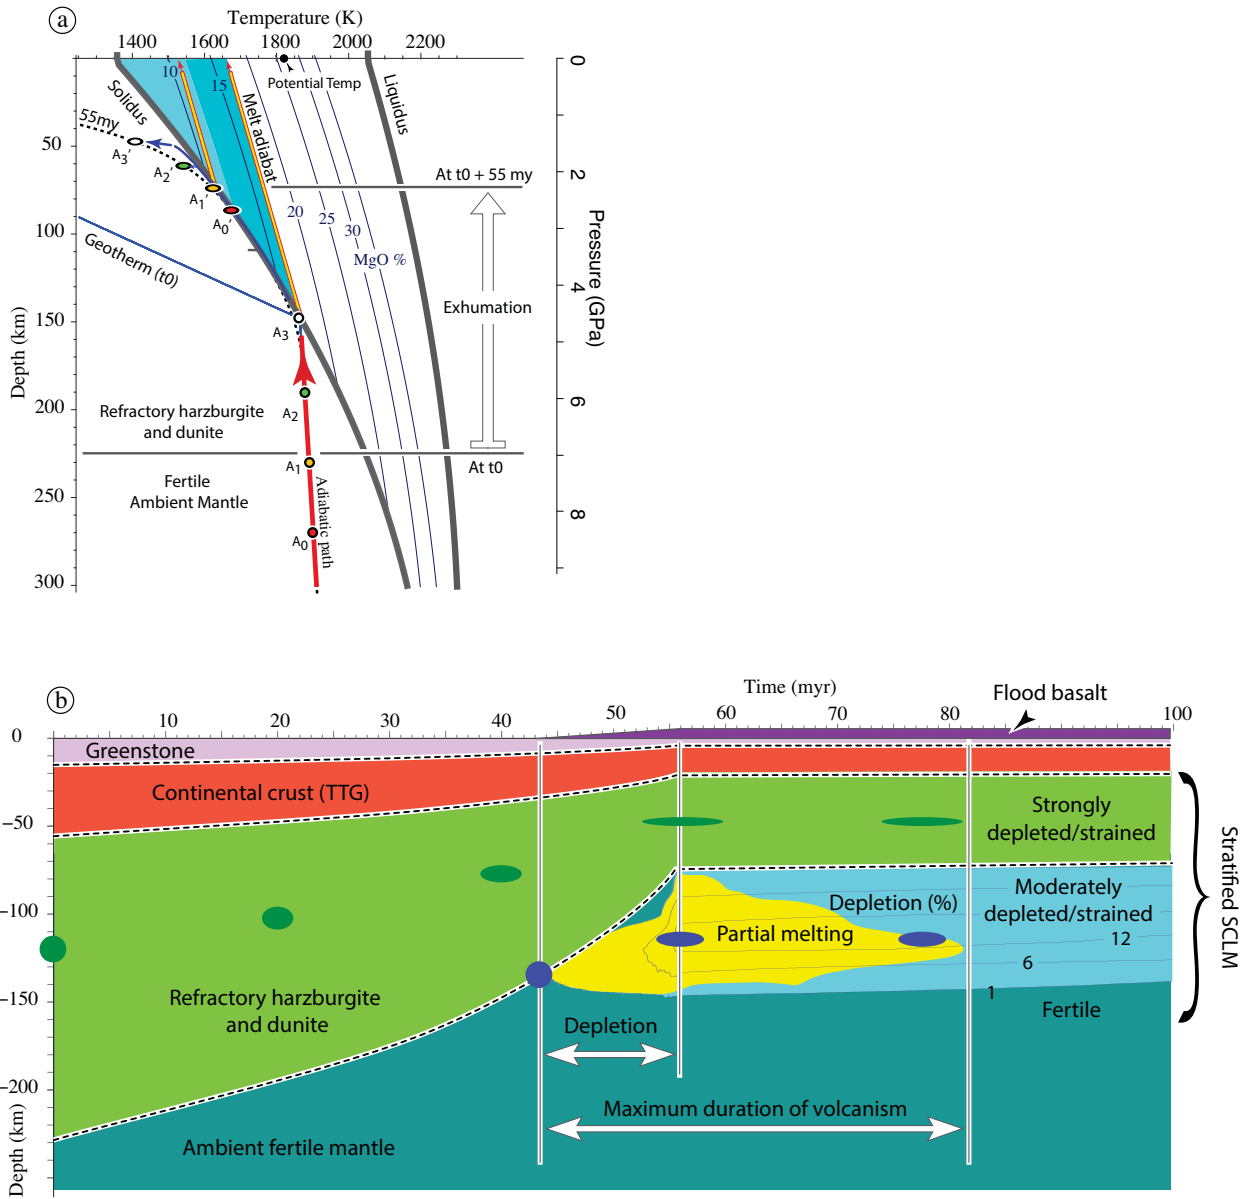 a
Temperature (K)
1400
1600
1800
2000
2200
0
2
4
6
8
Pressure (GPa)
50
100
150
200
250
300
Depth (km)
10
15
20
25
30
MgO %
Potential Temp
Solidus
Liquidus
Melt adiabat
55my
A3'
A2'
A1'
A0'
At t0 + 55 my
Geotherm (t0)
Exhumation
A3
A2
Refractory harzburgite
and dunite
At t0
A1
Fertile
Ambient Mantle
Adiabatic path
A0
b
Time (myr)
Flood basalt
10
20
30
40
50
60
70
80
90
100
0
−50
−100
−150
−200
Depth (km)
Greenstone
Continental crust (TTG)
Strongly
depleted/strained
Moderately
depleted/strained
Depletion (%)
Partial melting
12
6
1
Refractory harzburgite
and dunite
Fertile
Depletion
Maximum duration of volcanism
Ambient fertile mantle
Stratified SCLM